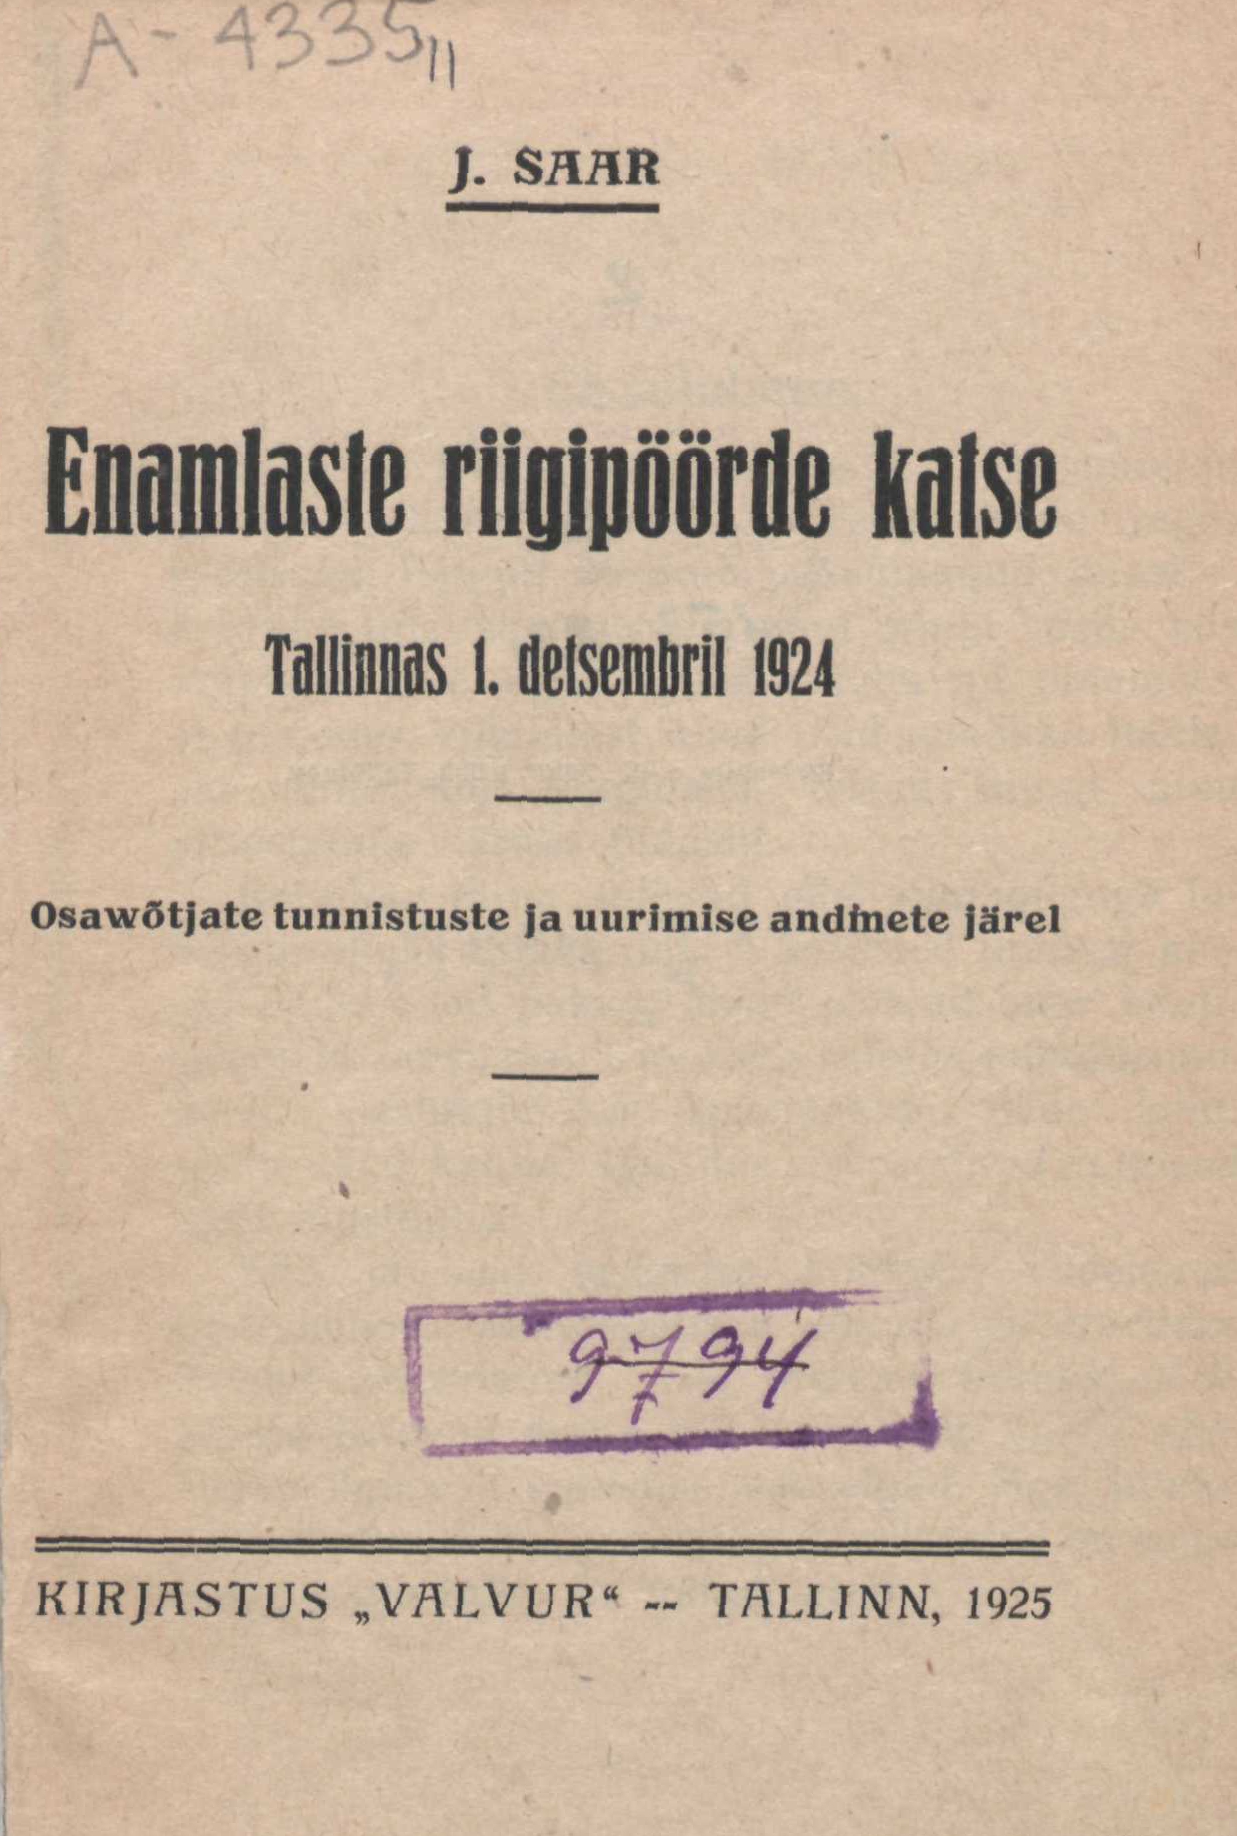 A-4335 II
J. SAAR
Enamlaste riigipöörde katse
Tallinnas 1. detsembril 1924
Osawõtjate tunnistuste ja uurimise andmete järel
9794
KIRJASTUS „VALVUR“ -- TALLINN, 1925